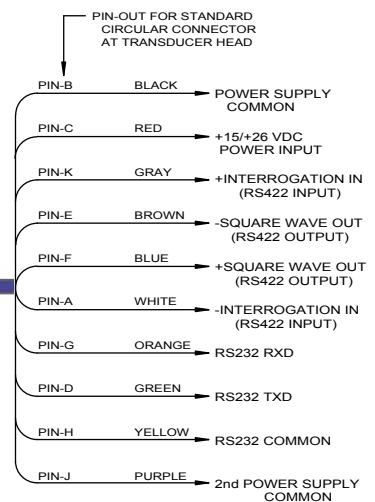 PIN-OUT FOR STANDARD
CIRCULAR CONNECTOR
AT TRANSDUCER HEAD
PIN-B BLACK POWER SUPPLY
COMMON
PIN-C RED +15/+26 VDC
POWER INPUT
PIN-K GRAY +INTERROGATION IN
(RS422 INPUT)
PIN-E BROWN -SQUARE WAVE OUT
(RS422 OUTPUT)
PIN-F BLUE +SQUARE WAVE OUT
(RS422 OUTPUT)
PIN-A WHITE -INTERROGATION IN
(RS422 INPUT)
PIN-G ORANGE RS232 RXD
PIN-D GREEN RS232 TXD
PIN-H YELLOW RS232 COMMON
PIN-J PURPLE 2nd POWER SUPPLY
COMMON